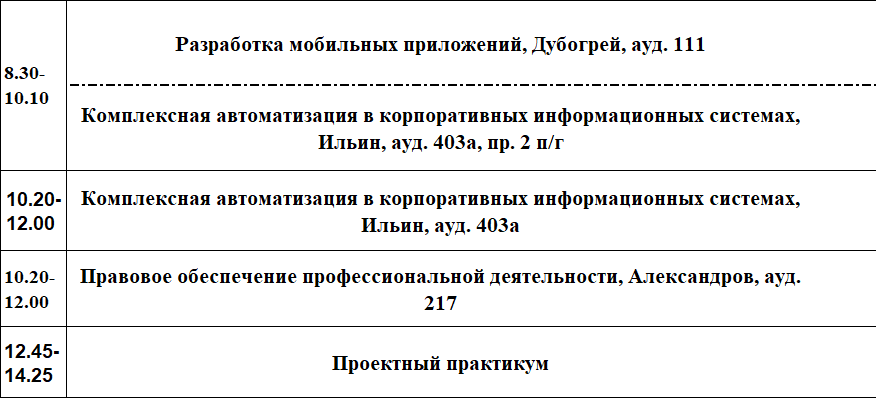 8.30-
10.10
Разработка мобильных приложений, Дубогрей, ауд. 111
Комплексная автоматизация в корпоративных информационных системах,
Ильин, ауд. 403а, пр. 2 п/г
10.20-
12.00
Комплексная автоматизация в корпоративных информационных системах,
Ильин, ауд. 403а
10.20-
12.00
Правовое обеспечение профессиональной деятельности, Александров, ауд.
217
12.45-
14.25
Проектный практикум